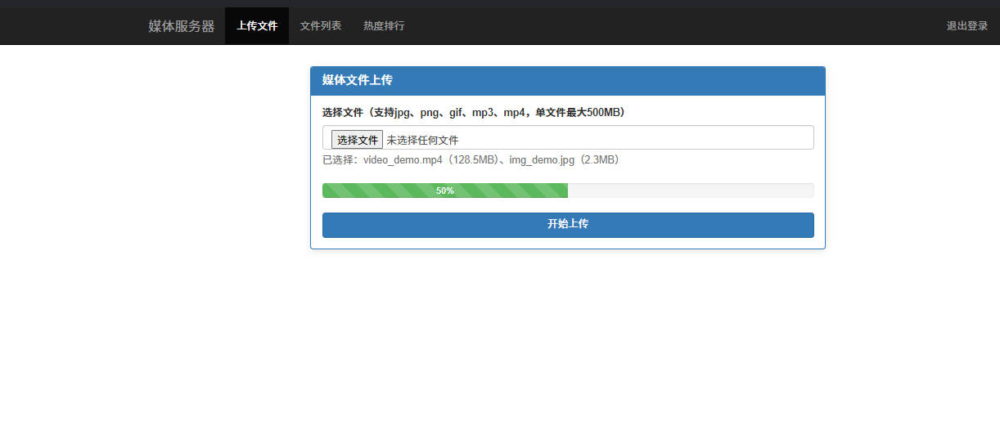 媒体服务器 上传文件 文件列表 热度排行 退出登录
媒体文件上传
选择文件（支持jpg、png、gif、mp3、mp4，单文件最大500MB）
选择文件 未选择任何文件
已选择：video_demo.mp4（128.5MB）、img_demo.jpg（2.3MB）
50%
开始上传